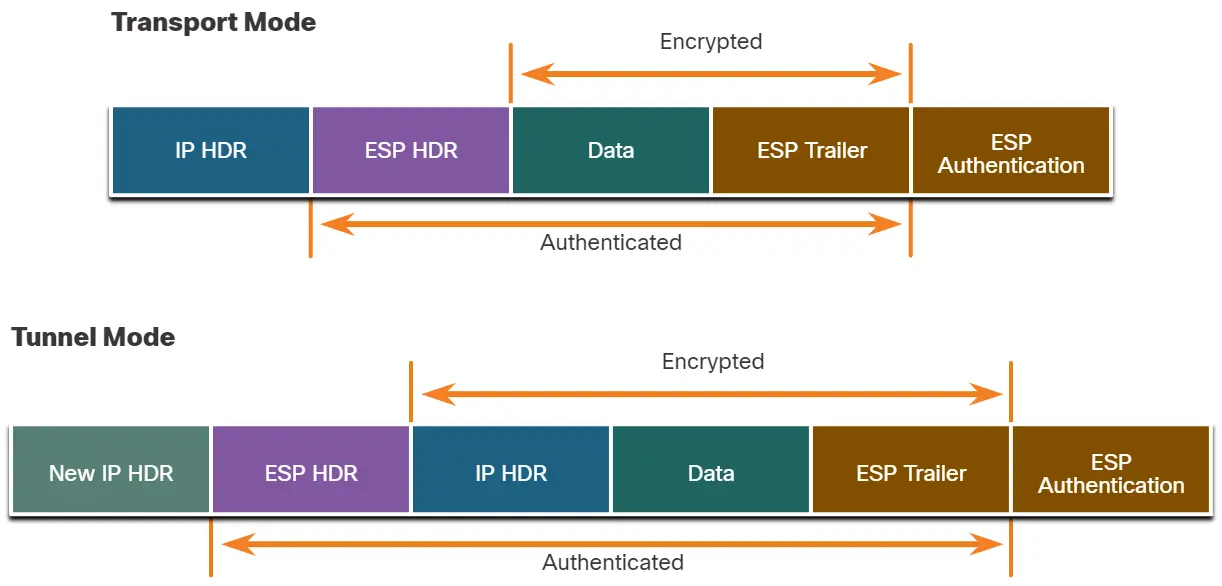 Transport Mode
Encrypted
IP HDR
ESP HDR
Data
ESP Trailer
ESP
Authentication
Authenticated
Tunnel Mode
Encrypted
New IP HDR
ESP HDR
IP HDR
Data
ESP Trailer
ESP
Authentication
Authenticated